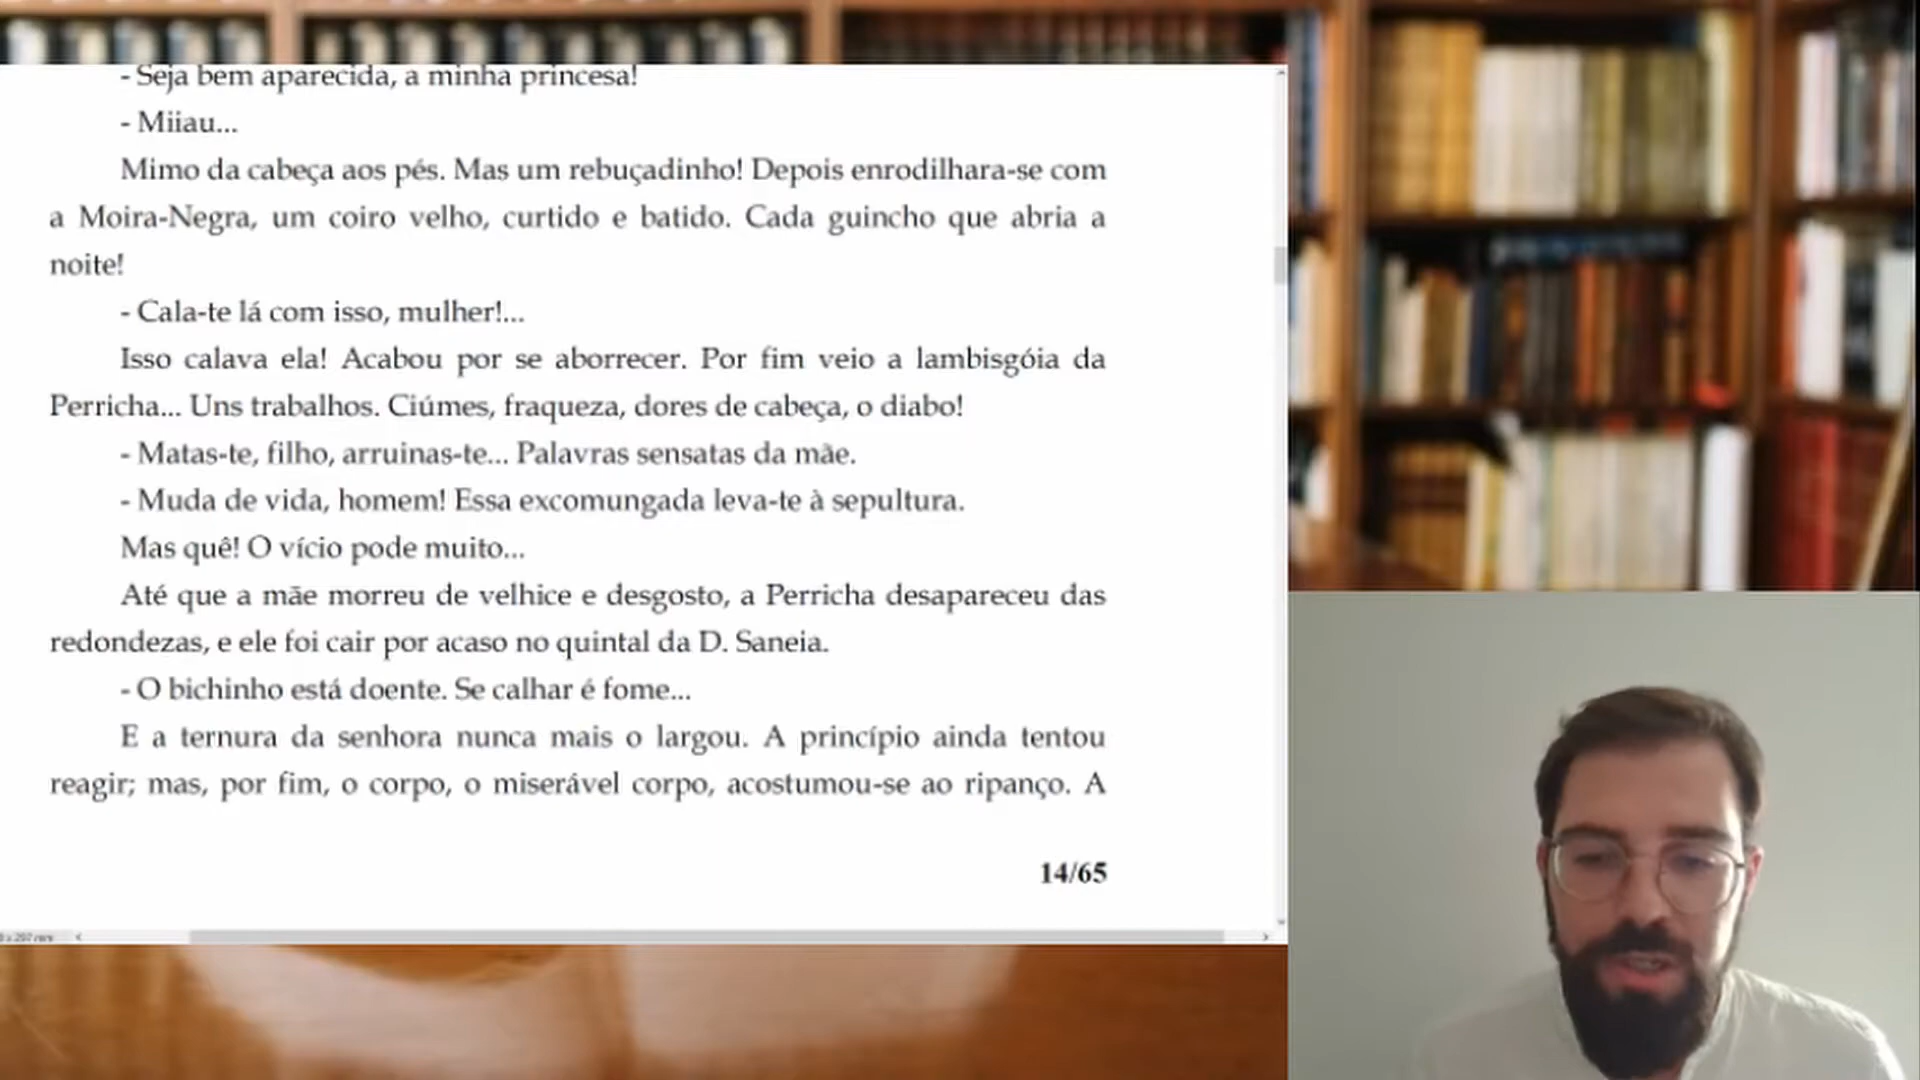 - Seja bem aparecida, a minha princesa!
- Miiau...
Mimo da cabeça aos pés. Mas um rebuçadinho! Depois enrodilhara-se com
a Moira-Negra, um coiro velho, curtido e batido. Cada guincho que abria a
noite!
- Cala-te lá com isso, mulher!...
Isso calava ela! Acabou por se aborrecer. Por fim veio a lambisgóia da
Perricha... Uns trabalhos. Ciúmes, fraqueza, dores de cabeça, o diabo!
- Matas-te, filho, arruinas-te... Palavras sensatas da mãe.
- Muda de vida, homem! Essa excomungada leva-te à sepultura.
Mas quê! O vício pode muito...
Até que a mãe morreu de velhice e desgosto, a Perricha desapareceu das
redondezas, e ele foi cair por acaso no quintal da D. Saneia.
- O bichinho está doente. Se calhar é fome...
E a ternura da senhora nunca mais o largou. A princípio ainda tentou
reagir; mas, por fim, o corpo, o miserável corpo, acostumou-se ao ripanço. A
14/65